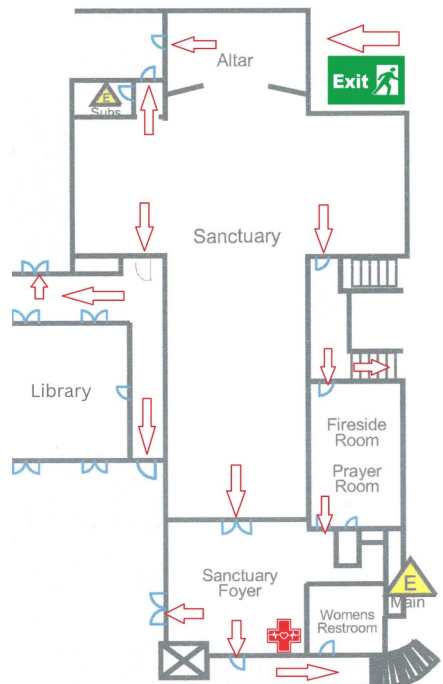 Altar
Exit
E
Subs
Sanctuary
Library
Fireside
Room
Prayer
Room
Sanctuary
Foyer
E
Main
Womens
Restroom